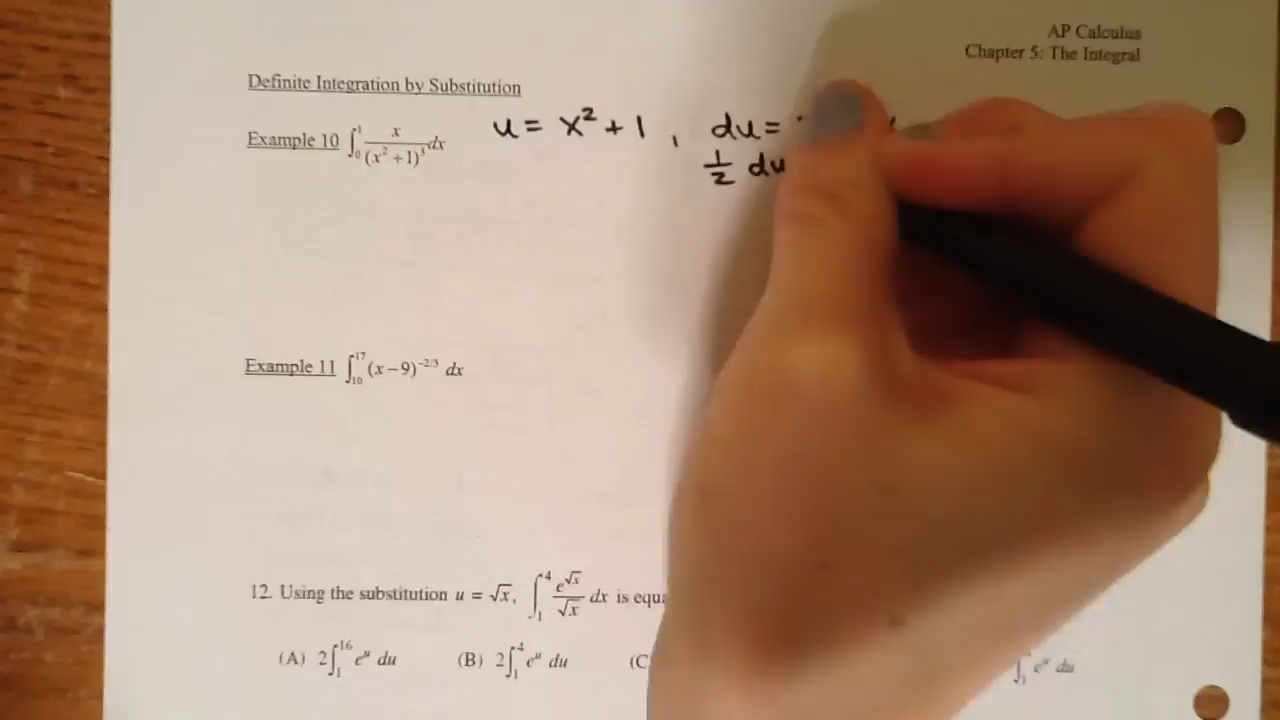 AP Calculus
Chapter 5: The Integral
Definite Integration by Substitution
Example 10 ∫₀¹ x/(x²+1)³ dx u = x² + 1 , du =
1/2 du
Example 11 ∫₁₀¹⁷ (x−9)^(−2/3) dx
12. Using the substitution u = √x, ∫₁⁴ e^(√x)/√x dx is
(A) 2∫₁¹⁶ eᵘ du (B) 2∫₁⁴ eᵘ du (C eᵘ du